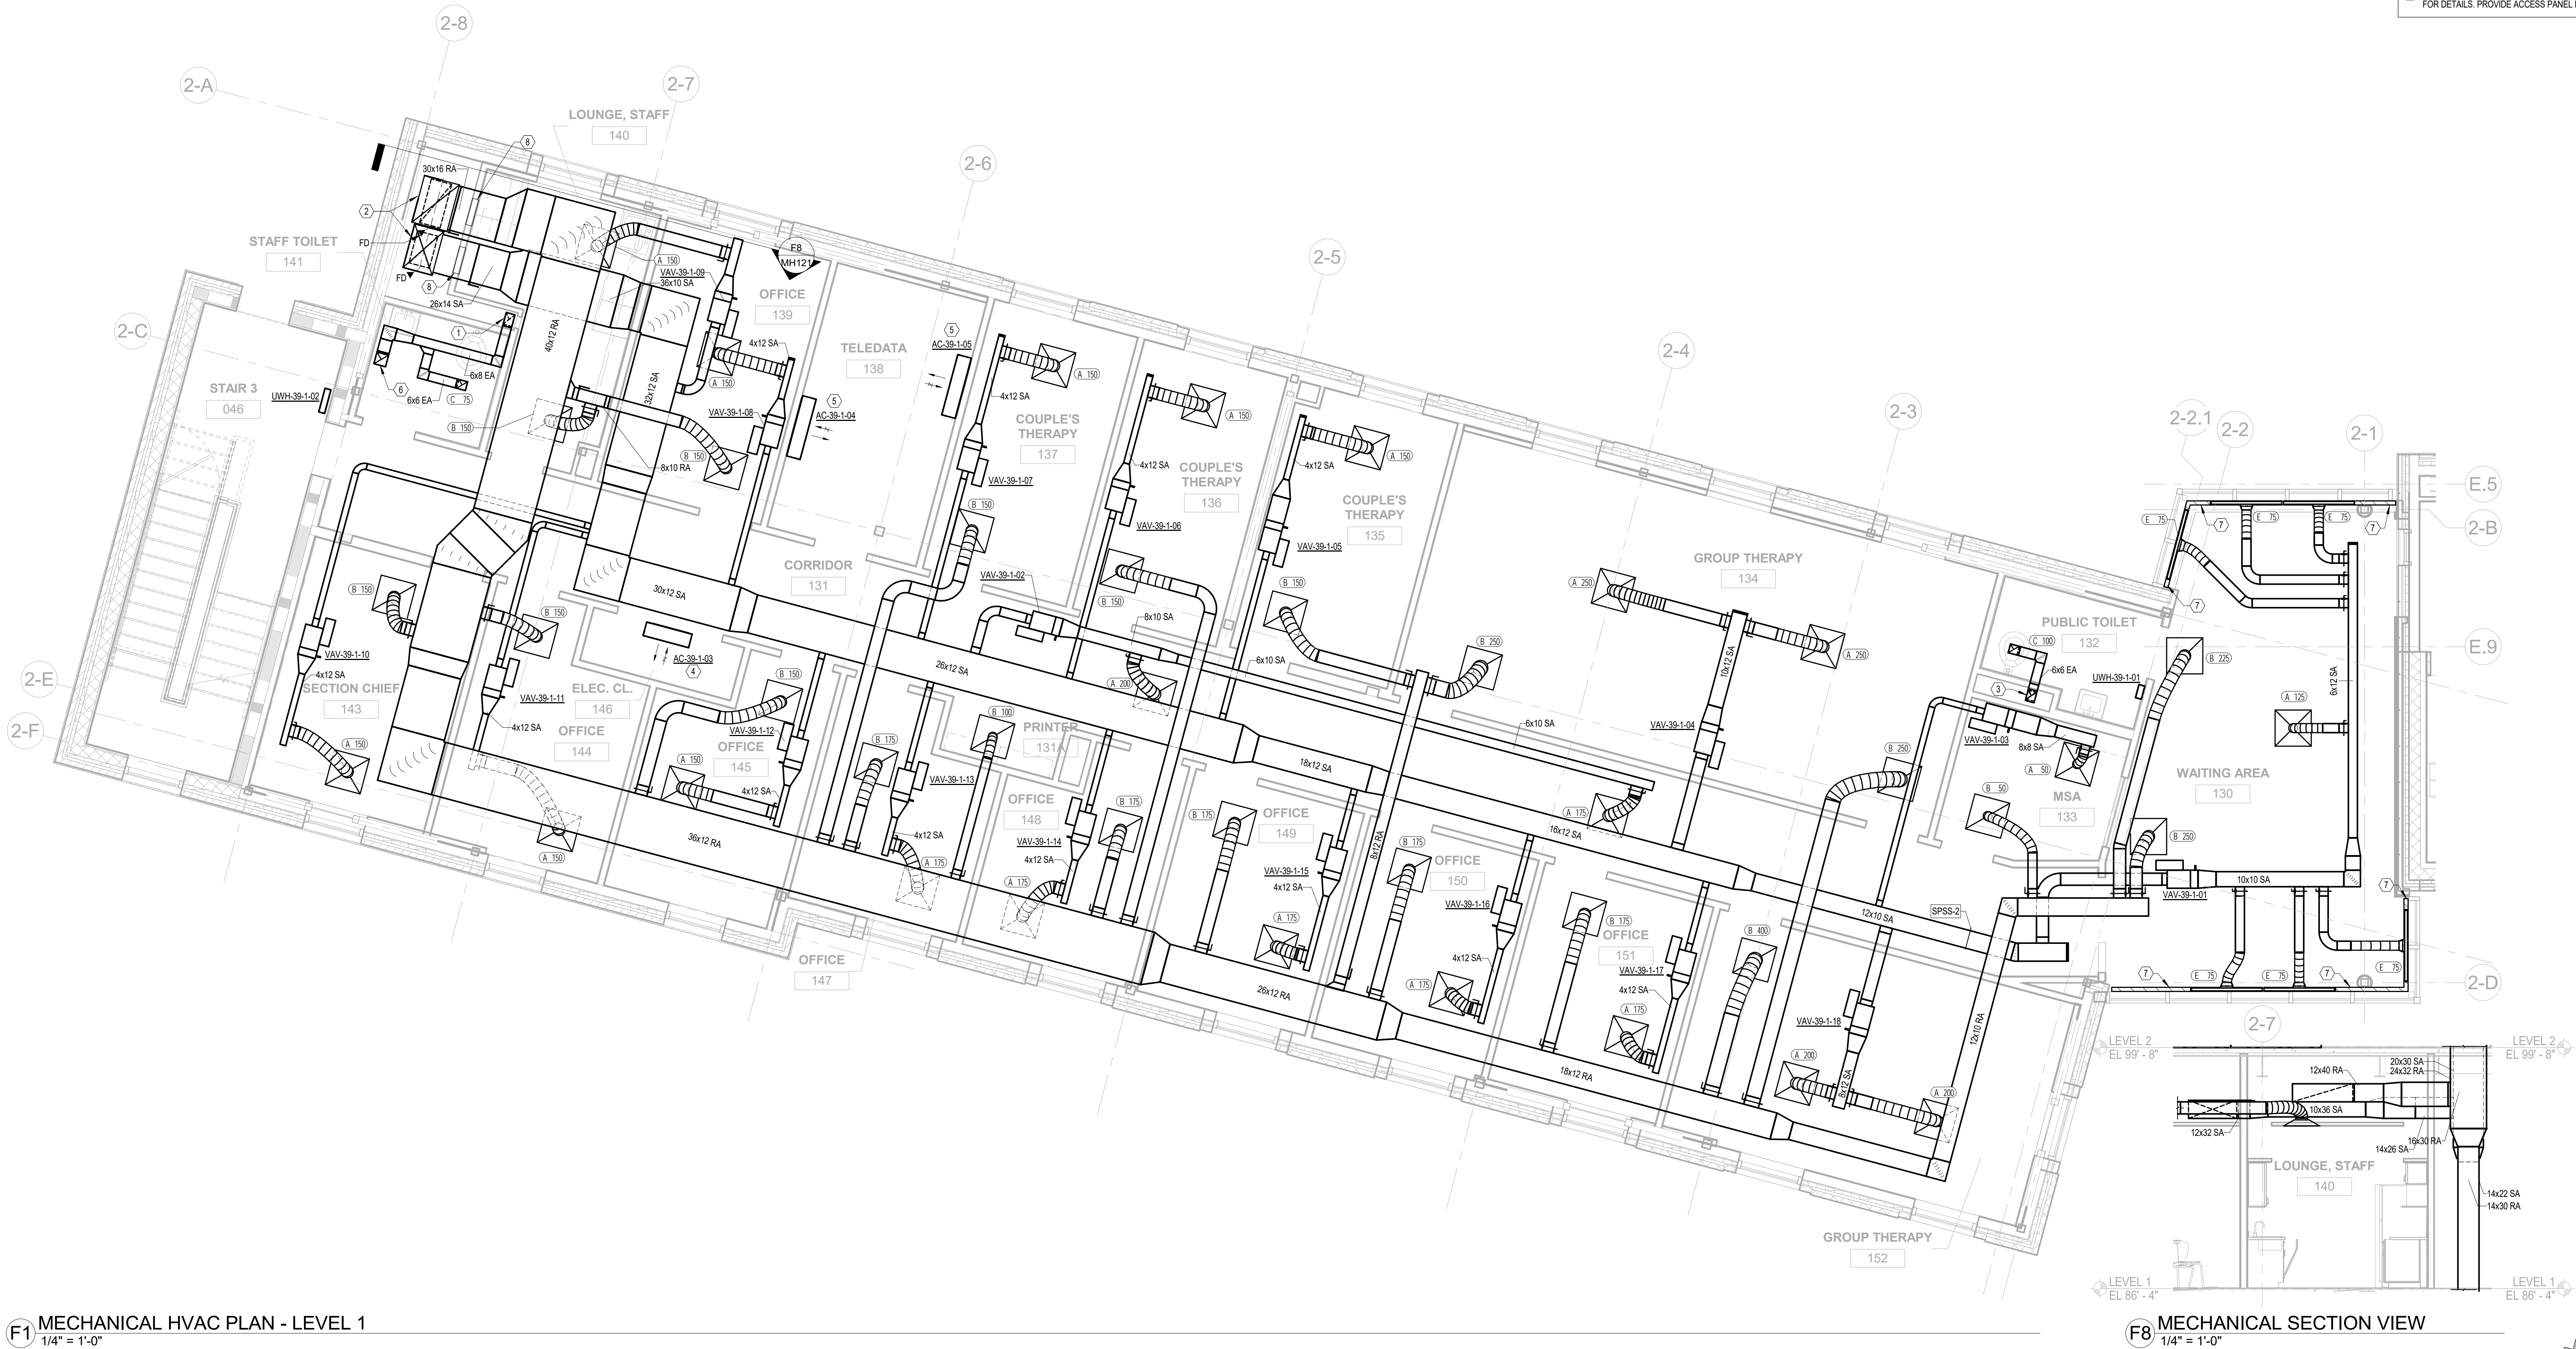 FOR DETAILS. PROVIDE ACCESS PANEL
2-8
2-A
2-7
LOUNGE, STAFF
140
8
2-6
30x16 RA
2
STAFF TOILET
141
FD
FD
8
26x14 SA
A 150
VAV-39-1-09
36x10 SA
F8
MH121
OFFICE
139
2-5
2-C
1
40x12 RA
6x8 EA
6
6x6 EA
C 75
32x12 SA
A 150
4x12 SA
5
AC-39-1-05
TELEDATA
138
STAIR 3
046
UWH-39-1-02
B 150
VAV-39-1-08
5
AC-39-1-04
B 150
8x10 RA
4x12 SA
A 150
COUPLE'S
THERAPY
137
VAV-39-1-07
B 150
4x12 SA
A 150
COUPLE'S
THERAPY
136
VAV-39-1-06
2-4
4x12 SA
A 150
COUPLE'S
THERAPY
135
VAV-39-1-05
2-3
2-2.1
2-2
2-1
E.5
2-B
E 75
E 75
E 75
7
7
7
CORRIDOR
131
VAV-39-1-02
B 150
8x10 SA
B 150
A 250
GROUP THERAPY
134
A 250
B 250
10x12 SA
VAV-39-1-04
PUBLIC TOILET
132
C 100
6x6 EA
3
UWH-39-1-01
B 225
E.9
6x12 SA
A 125
2-E
2-F
B 150
VAV-39-1-10
4x12 SA
SECTION CHIEF
143
A 150
B 150
VAV-39-1-11
4x12 SA
OFFICE
144
A 150
ELEC. CL.
146
30x12 SA
AC-39-1-03
4
B 150
VAV-39-1-12
OFFICE
145
A 150
4x12 SA
26x12 SA
6x10 SA
A 200
B 100
PRINTER
131A
B 175
VAV-39-1-13
4x12 SA
A 175
OFFICE
148
VAV-39-1-14
4x12 SA
A 175
B 175
6x10 SA
18x12 SA
B 175
OFFICE
149
VAV-39-1-15
4x12 SA
A 175
8x12 RA
16x12 SA
A 175
B 175
OFFICE
150
VAV-39-1-16
4x12 SA
A 175
B 175
OFFICE
151
VAV-39-1-17
4x12 SA
A 175
B 250
VAV-39-1-03
8x8 SA
A 50
B 50
MSA
133
WAITING AREA
130
B 250
10x10 SA
VAV-39-1-01
7
12x10 SA
SPSS-2
B 400
VAV-39-1-18
A 200
8x12 SA
A 200
12x10 RA
7
E 75
E 75
7
E 75
2-D
36x12 RA
OFFICE
147
26x12 RA
18x12 RA
GROUP THERAPY
152
2-7
LEVEL 2
EL 99' - 8"
LEVEL 2
EL 99' - 8"
20x30 SA
24x32 RA
12x40 RA
10x36 SA
12x32 SA
16x30 RA
14x26 SA
LOUNGE, STAFF
140
14x22 SA
14x30 RA
LEVEL 1
EL 86' - 4"
LEVEL 1
EL 86' - 4"
F1 MECHANICAL HVAC PLAN - LEVEL 1
1/4" = 1'-0"
F8 MECHANICAL SECTION VIEW
1/4" = 1'-0"